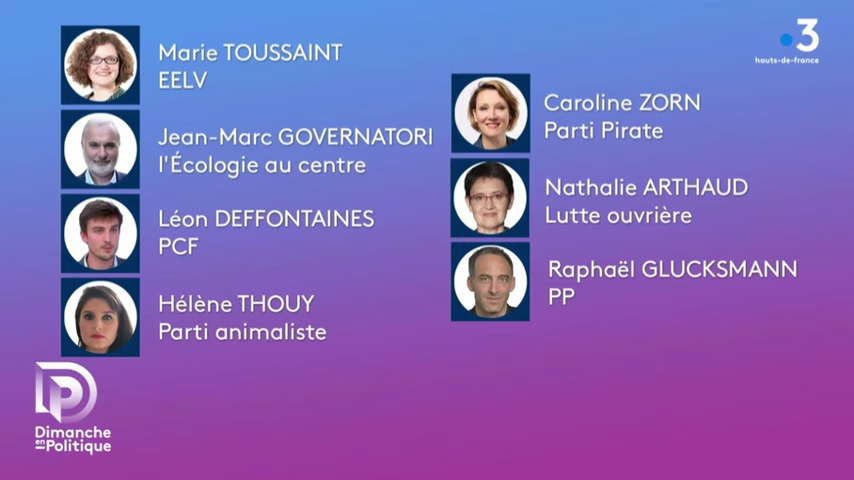 Marie TOUSSAINT
EELV
Jean-Marc GOVERNATORI
l'Écologie au centre
Léon DEFFONTAINES
PCF
Hélène THOUY
Parti animaliste
3
hauts-de-france
Caroline ZORN
Parti Pirate
Nathalie ARTHAUD
Lutte ouvrière
Raphaël GLUCKSMANN
PP
Dimanche
en Politique